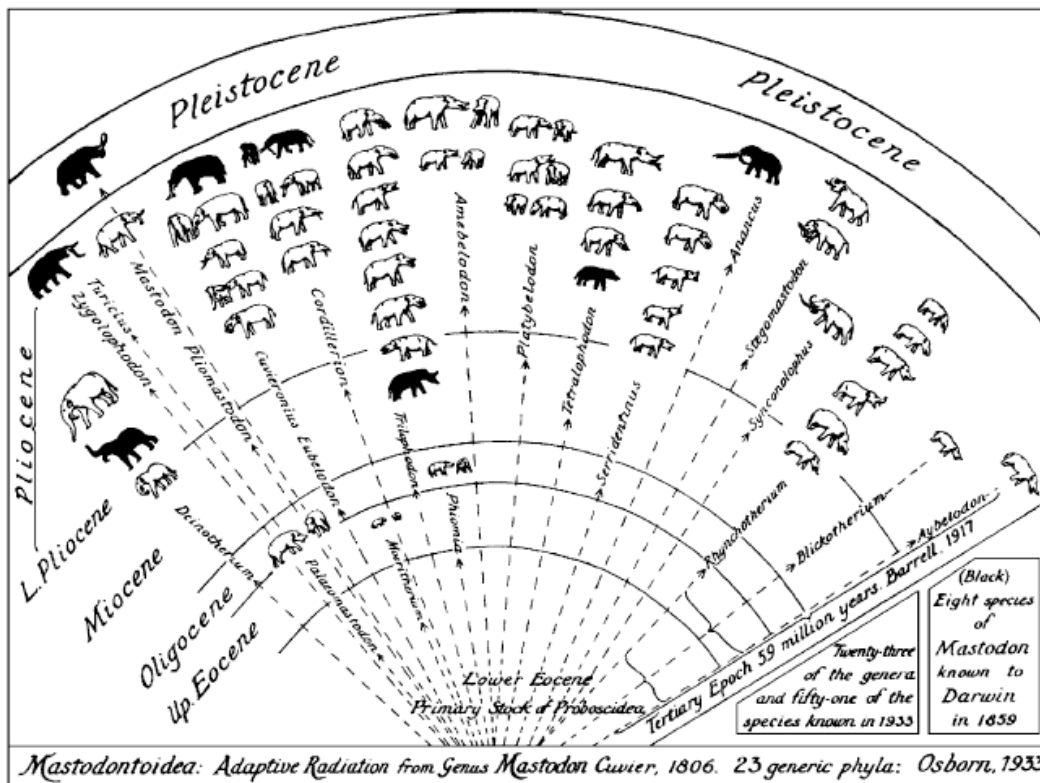 Pleistocene
Pleistocene
Pliocene
L. Pliocene
Miocene
Oligocene
Up. Eocene
Turicius
Zygolophodon
Mastodon Pliomastodon
Cuvieronius Eubelodon
Cordillerion
Trilophodon
Amebelodon
Platybelodon
Tetralophodon
Serridentinus
Anancus
Stegomastodon
Synconolophus
Rhynchotherium
Blickotherium
Aybelodon
Deinotherium
Palaeomastodon
Moeritherium
Phiomia
Lower Eocene
Primary Stock of Proboscidea
Tertiary Epoch 59 million years. Barrell. 1917
Twenty-three
of the genera
and fifty-one of the
species known in 1933
(Black)
Eight species
of
Mastodon
known to
Darwin
in 1859
Mastodontoidea: Adaptive Radiation from Genus Mastodon Cuvier, 1806. 23 generic phyla: Osborn, 1933